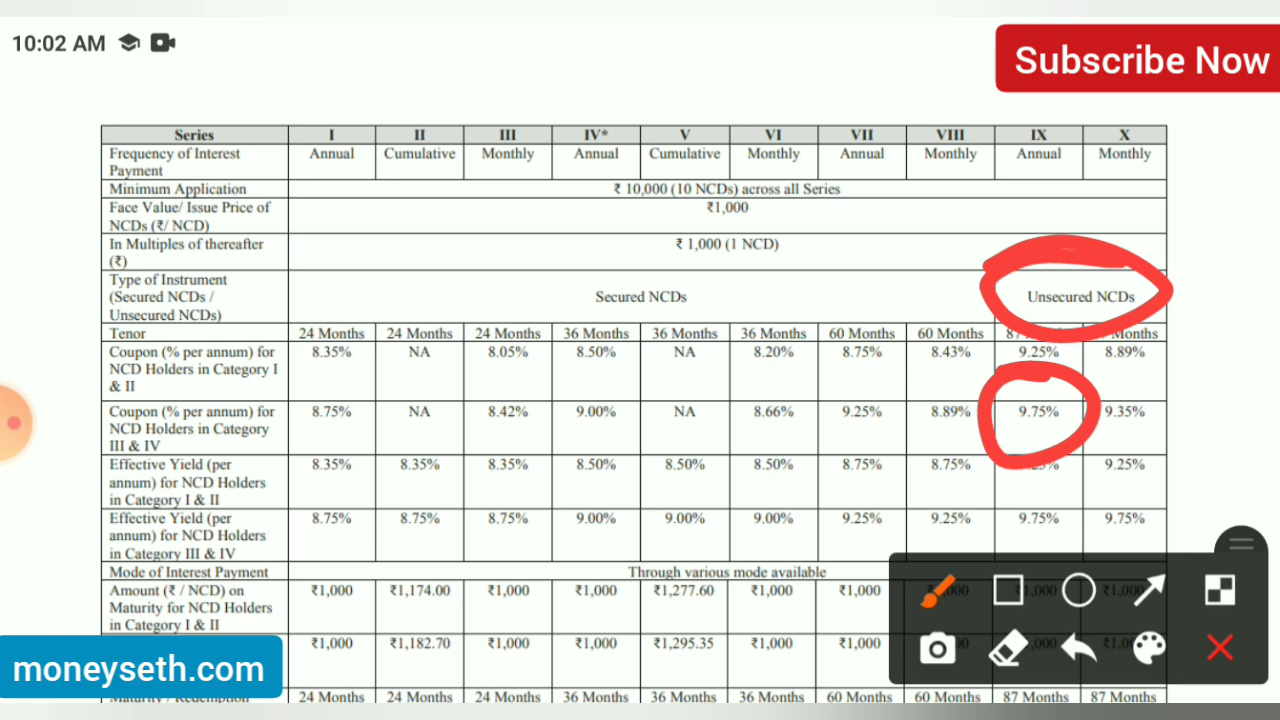 10:02 AM
Subscribe Now
Series I II III IV* V VI VII VIII IX X
Frequency of Interest Annual Cumulative Monthly Annual Cumulative Monthly Annual Monthly Annual Monthly
Payment
Minimum Application ₹ 10,000 (10 NCDs) across all Series
Face Value/ Issue Price of ₹1,000
NCDs (₹/ NCD)
In Multiples of thereafter ₹ 1,000 (1 NCD)
(₹)
Type of Instrument
(Secured NCDs / Secured NCDs Unsecured NCDs
Unsecured NCDs)
Tenor 24 Months 24 Months 24 Months 36 Months 36 Months 36 Months 60 Months 60 Months
Coupon (% per annum) for 8.35% NA 8.05% 8.50% NA 8.20% 8.75% 8.43% 9.25% 8.89%
NCD Holders in Category I
& II
Coupon (% per annum) for 8.75% NA 8.42% 9.00% NA 8.66% 9.25% 8.89% 9.75% 9.35%
NCD Holders in Category
III & IV
Effective Yield (per 8.35% 8.35% 8.35% 8.50% 8.50% 8.50% 8.75% 8.75% 9.25%
annum) for NCD Holders
in Category I & II
Effective Yield (per 8.75% 8.75% 8.75% 9.00% 9.00% 9.00% 9.25% 9.25% 9.75% 9.75%
annum) for NCD Holders
in Category III & IV
Mode of Interest Payment Through various mode available
Amount (₹ / NCD) on ₹1,000 ₹1,174.00 ₹1,000 ₹1,000 ₹1,277.60 ₹1,000 ₹1,000
Maturity for NCD Holders
in Category I & II
₹1,000 ₹1,182.70 ₹1,000 ₹1,000 ₹1,295.35 ₹1,000 ₹1,000
moneyseth.com
Maturity / Redemption 24 Months 24 Months 24 Months 36 Months 36 Months 36 Months 60 Months 60 Months 87 Months 87 Months